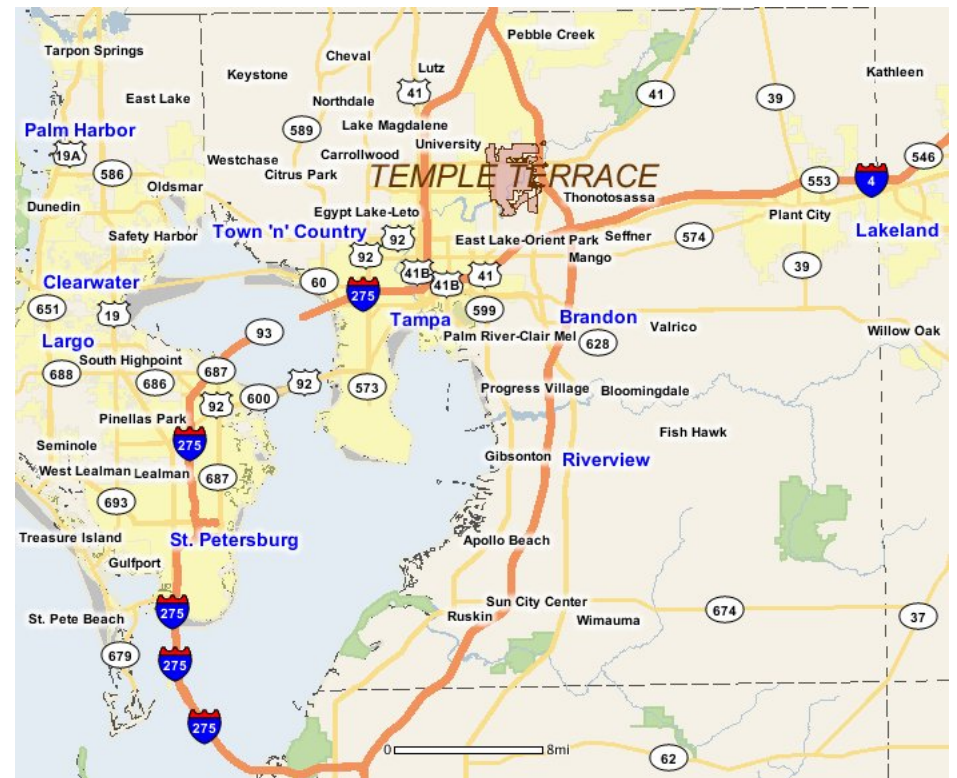 Pebble Creek
Tarpon Springs
Cheval
Lutz
Kathleen
Keystone
41
41
39
East Lake
Northdale
Palm Harbor
589
Lake Magdalene
University
19A
546
Westchase
Carrollwood
586
Citrus Park
TEMPLE TERRACE
553
4
Oldsmar
Thonotosassa
Dunedin
Egypt Lake-Leto
Plant City
Safety Harbor
Town 'n' Country
92
East Lake-Orient Park
Seffner
574
Lakeland
92
Mango
39
Clearwater
60
41B
41
275
41B
651
19
599
Tampa
Brandon
Valrico
93
Palm River-Clair Mel
628
Willow Oak
Largo
South Highpoint
687
688
686
92
573
Progress Village
Bloomingdale
600
92
Pinellas Park
Fish Hawk
275
Seminole
Gibsonton
Riverview
West Lealman
Lealman
687
693
Treasure Island
St. Petersburg
Apollo Beach
Gulfport
Sun City Center
674
St. Pete Beach
275
Ruskin
Wimauma
37
679
275
275
0
8mi
62